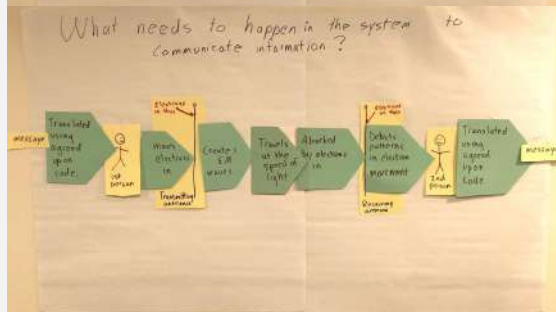 What needs to happen in the system to
communicate information?
message
Translated
using
agreed
upon
code.
1st
person
Moves
electrons
in
electrons
in this
Transmitting
antenna
Creates
EM
waves
Travels
at the
speed of
light
Absorbed
by electrons
in
electrons
in this
Receiving
antenna
Detects
patterns
in electron
movement
2nd
person
Translated
using
agreed
upon
code.
message